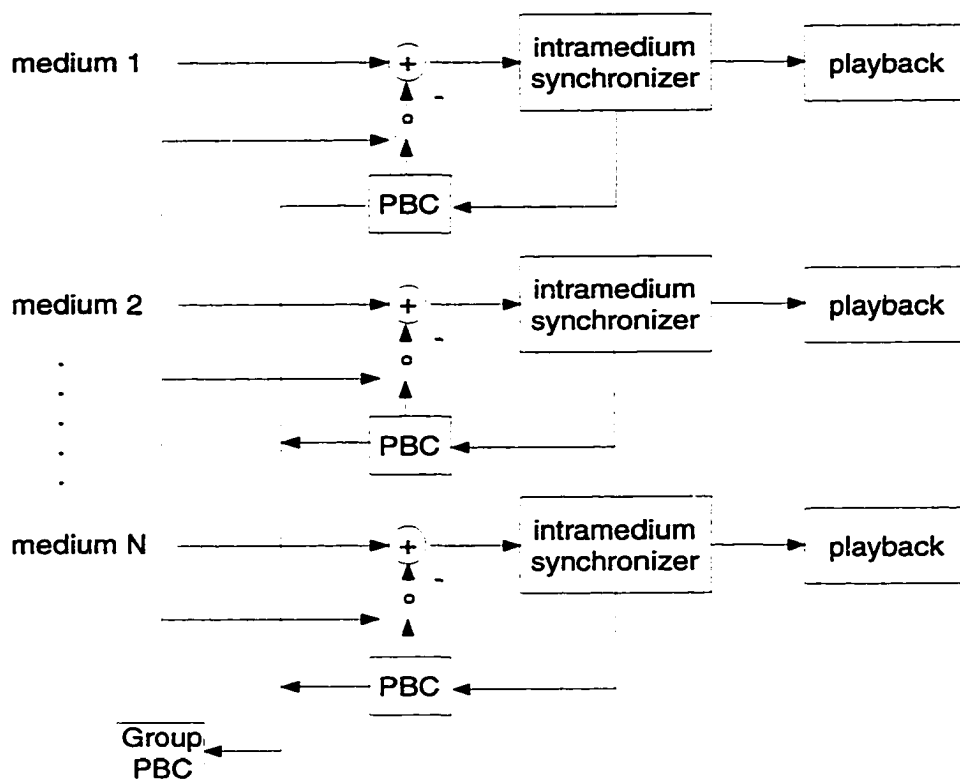 medium 1
+
-
intramedium
synchronizer
playback
PBC
medium 2
+
-
intramedium
synchronizer
playback
PBC
medium N
+
-
intramedium
synchronizer
playback
PBC
Group
PBC